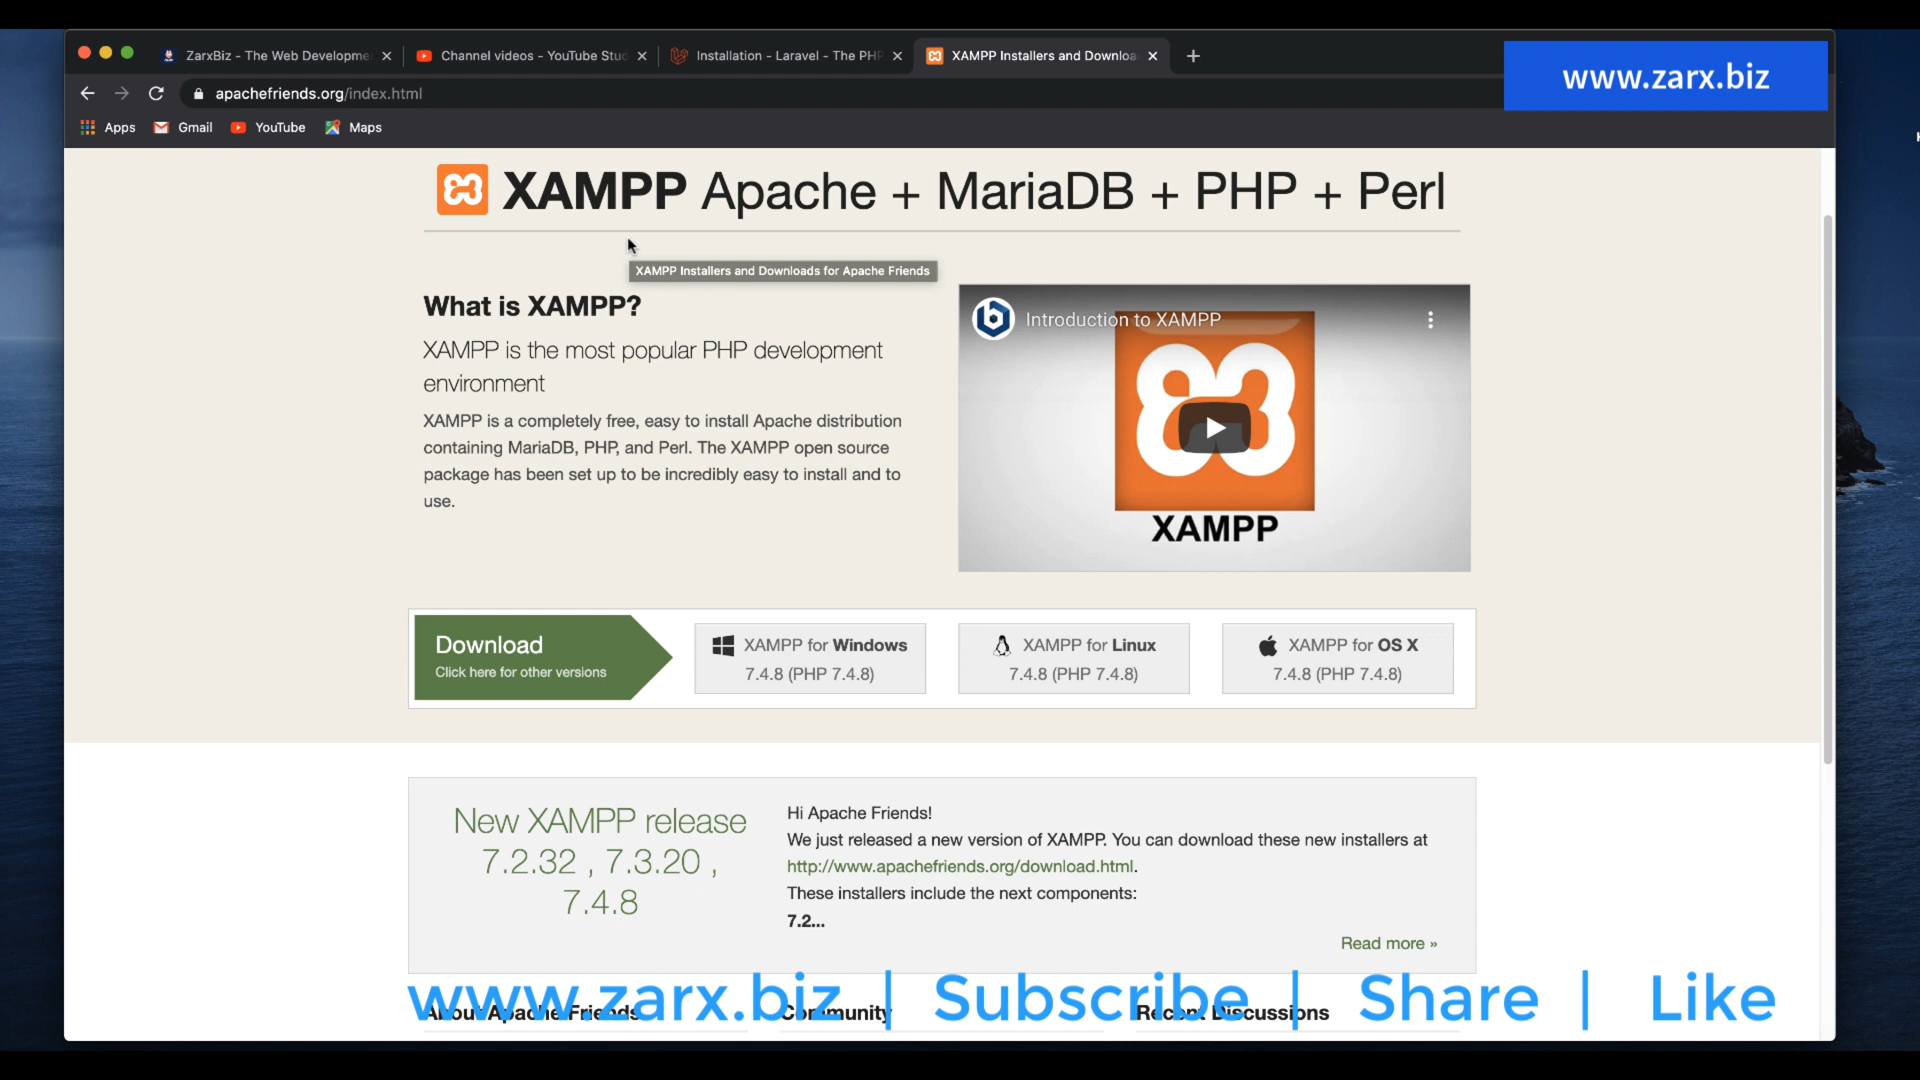 ZarxBiz - The Web Developme
Channel videos - YouTube Stud
Installation - Laravel - The PHP
XAMPP Installers and Downloa
www.zarx.biz
apachefriends.org/index.html
Apps
Gmail
YouTube
Maps
XAMPP Apache + MariaDB + PHP + Perl
XAMPP Installers and Downloads for Apache Friends
What is XAMPP?
XAMPP is the most popular PHP development
environment
XAMPP is a completely free, easy to install Apache distribution
containing MariaDB, PHP, and Perl. The XAMPP open source
package has been set up to be incredibly easy to install and to
use.
Introduction to XAMPP
XAMPP
Download
Click here for other versions
XAMPP for Windows
7.4.8 (PHP 7.4.8)
XAMPP for Linux
7.4.8 (PHP 7.4.8)
XAMPP for OS X
7.4.8 (PHP 7.4.8)
New XAMPP release
7.2.32 , 7.3.20 ,
7.4.8
Hi Apache Friends!
We just released a new version of XAMPP. You can download these new installers at
http://www.apachefriends.org/download.html.
These installers include the next components:
7.2...
Read more »
www.zarx.biz | Subscribe | Share | Like
About Apache Friends
Community
Recent Discussions